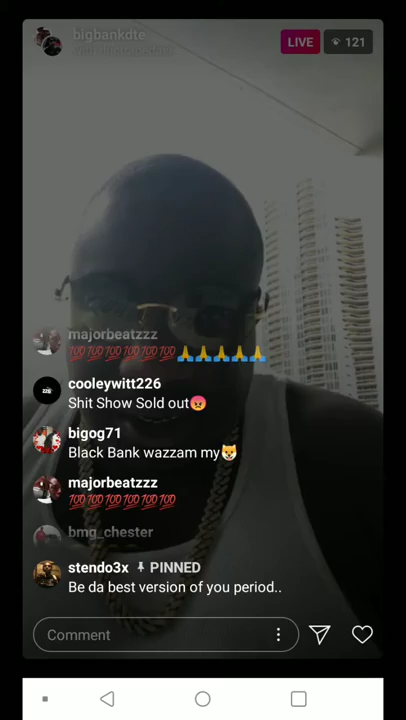 bigbankdte
LIVE
121
majorbeatzzz
💯💯💯💯💯💯🙏🙏🙏🙏🙏
cooleywitt226
Shit Show Sold out😡
bigog71
Black Bank wazzam my🐶
majorbeatzzz
💯💯💯💯💯💯
bmg_chester
stendo3x PINNED
Be da best version of you period..
Comment